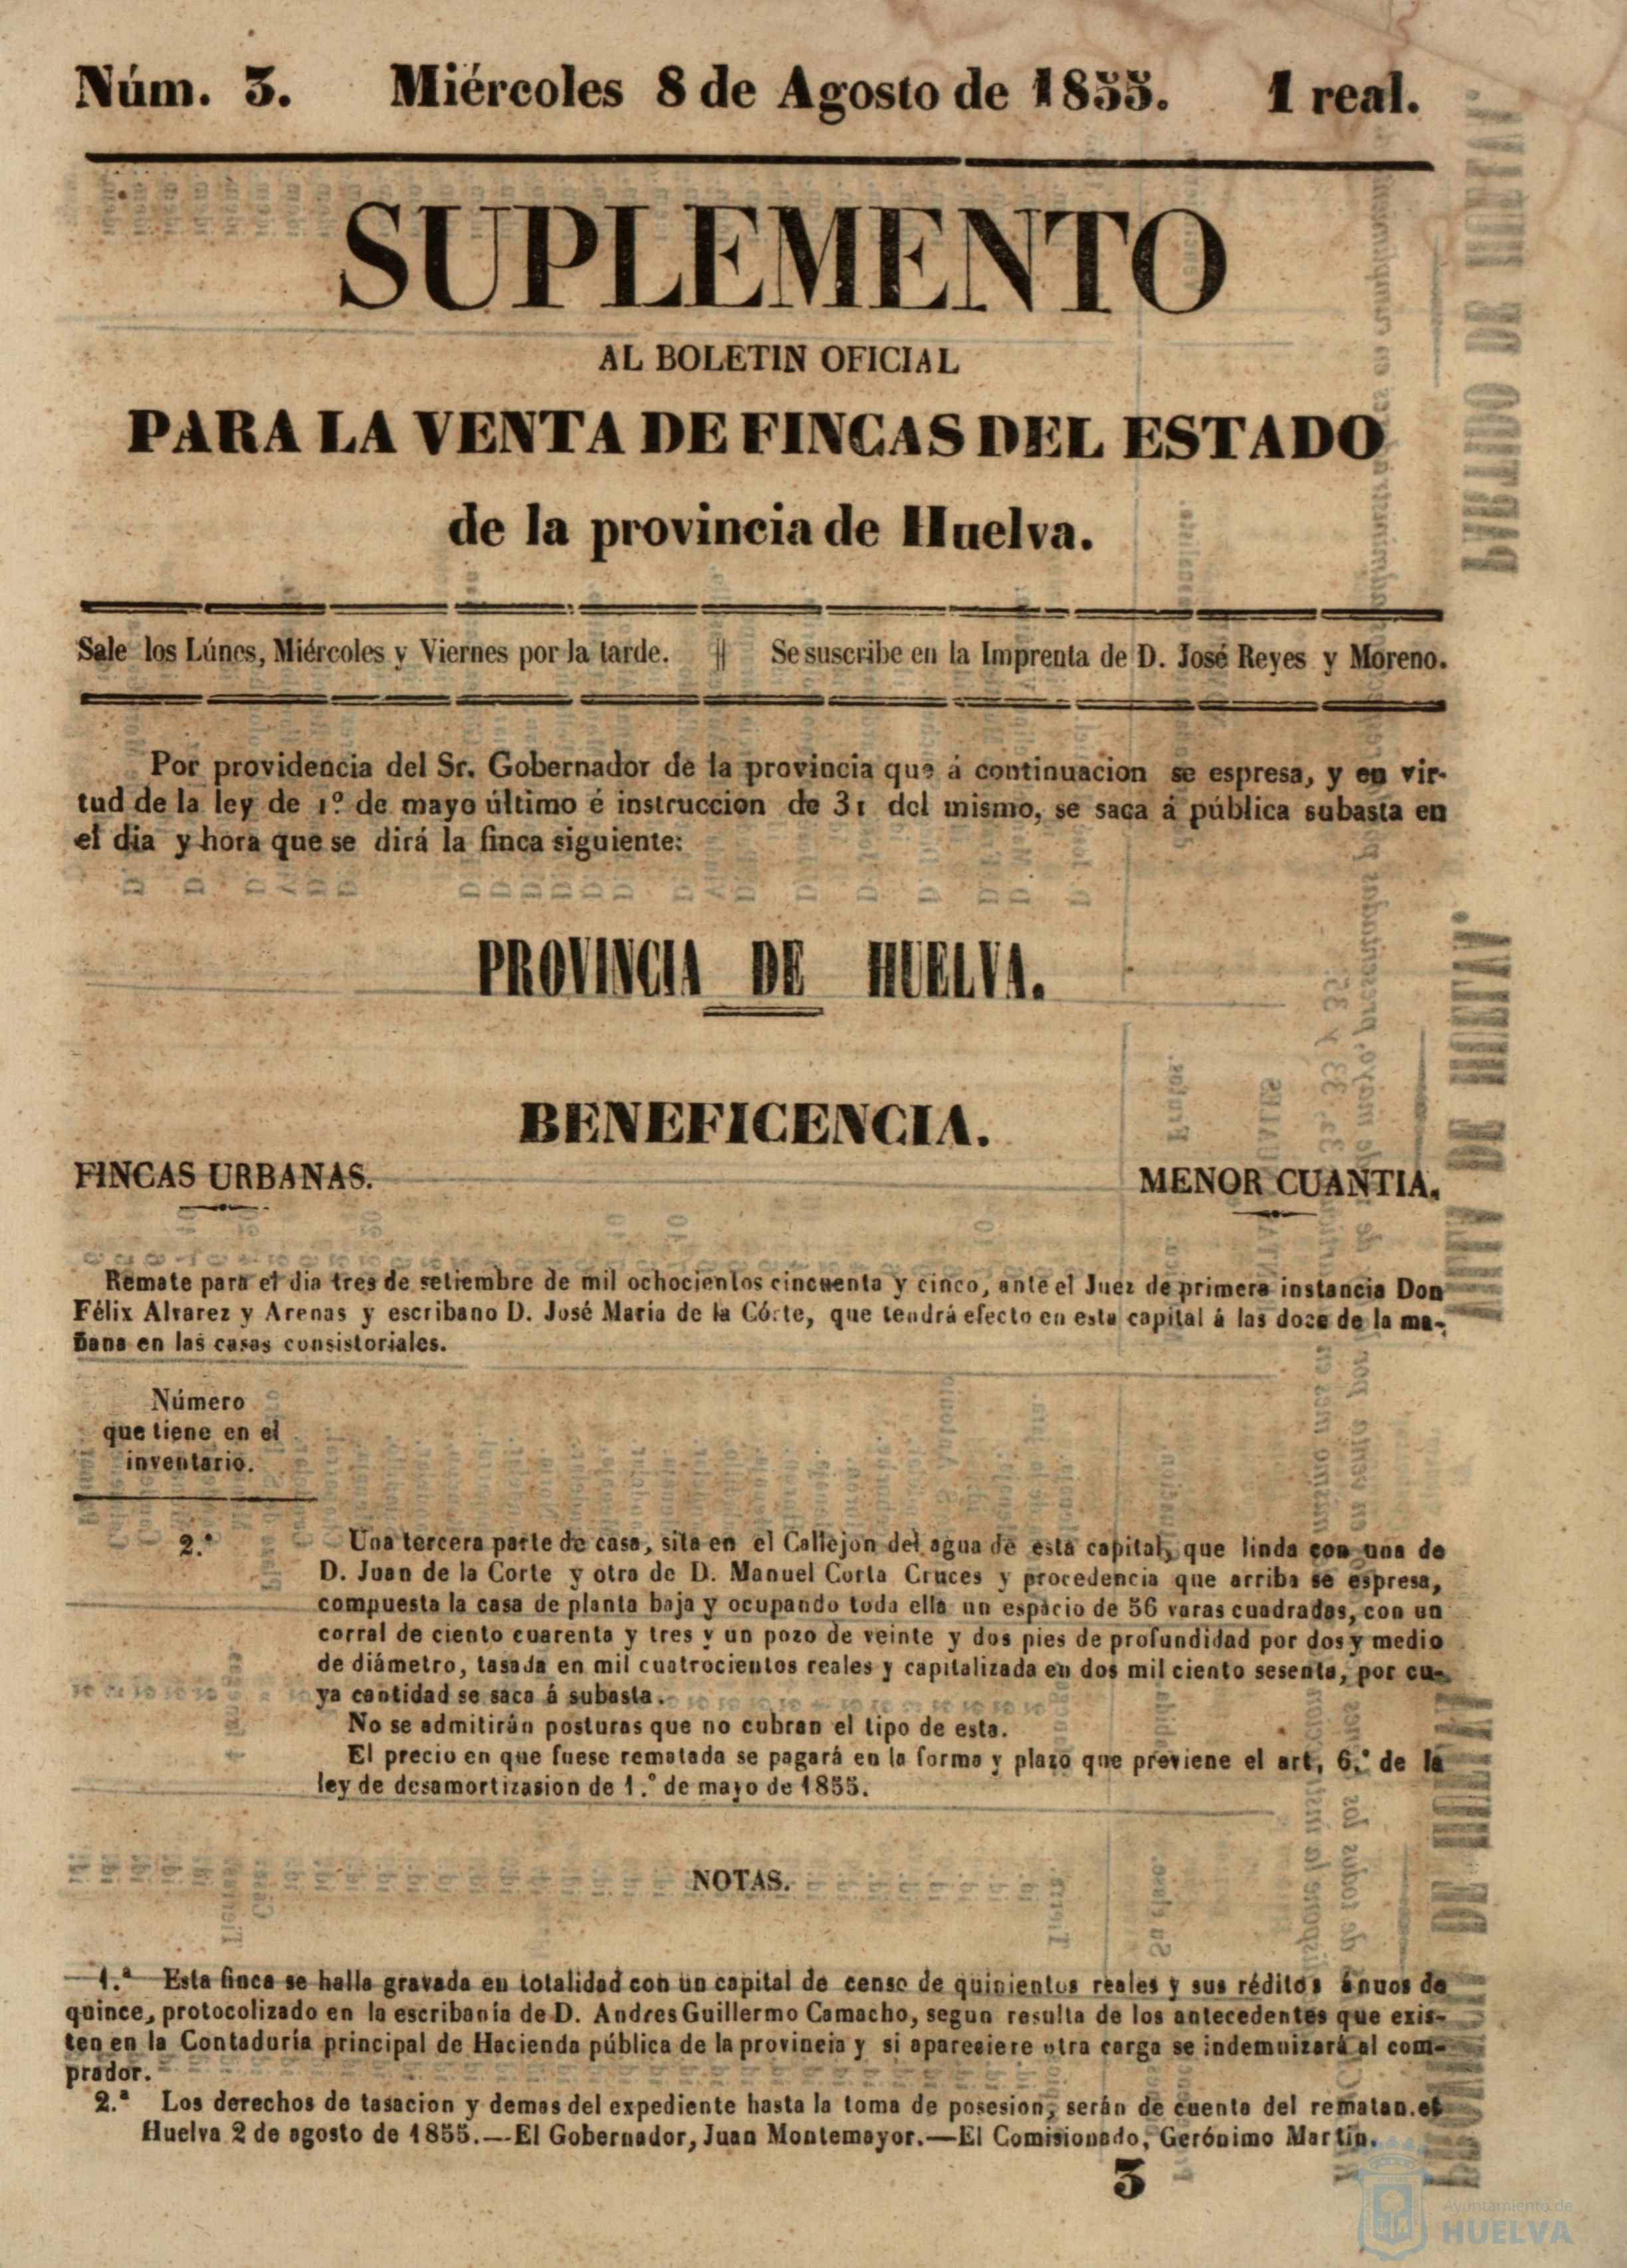 Núm. 3. Miércoles 8 de Agosto de 1855. 1 real.
SUPLEMENTO
AL BOLETIN OFICIAL
PARA LA VENTA DE FINCAS DEL ESTADO
de la provincia de Huelva.
Sale los Lúnes, Miércoles y Viernes por la tarde. || Se suscribe en la Imprenta de D. José Reyes y Moreno.
Por providencia del Sr. Gobernador de la provincia que á continuacion se espresa, y en vir-
tud de la ley de 1º de mayo último é instruccion de 31 del mismo, se saca á pública subasta en
el dia y hora que se dirá la finca siguiente:
PROVINCIA DE HUELVA.
BENEFICENCIA.
FINCAS URBANAS. MENOR CUANTIA.
Remate para el dia tres de setiembre de mil ochocientos cincuenta y cinco, ante el Juez de primera instancia Don
Félix Alvarez y Arenas y escribano D. José María de la Córte, que tendrá efecto en esta capital á las doze de la ma-
ñana en las casas consistoriales.
Número
que tiene en el
inventario.
2.º Una tercera parte de casa, sita en el Callejon del agua de esta capital, que linda con una de
D. Juan de la Corte y otra de D. Manuel Corta Cruces y procedencia que arriba se espresa,
compuesta la casa de planta baja y ocupando toda ella un espacio de 56 varas cuadradas, con un
corral de ciento cuarenta y tres y un pozo de veinte y dos pies de profundidad por dos y medio
de diámetro, tasada en mil cuatrocientos reales y capitalizada en dos mil ciento sesenta, por cu-
ya cantidad se saca á subasta.
No se admitirán posturas que no cubran el tipo de esta.
El precio en que fuese rematada se pagará en la forma y plazo que previene el art. 6.º de la
ley de desamortizasion de 1.º de mayo de 1855.
NOTAS.
1.ª Esta finca se halla gravada en totalidad con un capital de censo de quinientos reales y sus réditos ánuos de
quince, protocolizado en la escribanía de D. Andres Guillermo Camacho, segun resulta de los antecedentes que exis-
ten en la Contaduría principal de Hacienda pública de la provincia y si apareciere otra carga se indemnizará al com-
prador.
2.ª Los derechos de tasacion y demas del expediente hasta la toma de posesion, serán de cuenta del rematan.et
Huelva 2 de agosto de 1855.—El Gobernador, Juan Montemayor.—El Comisionado, Gerónimo Martin.
3
Ayuntamiento de
HUELVA